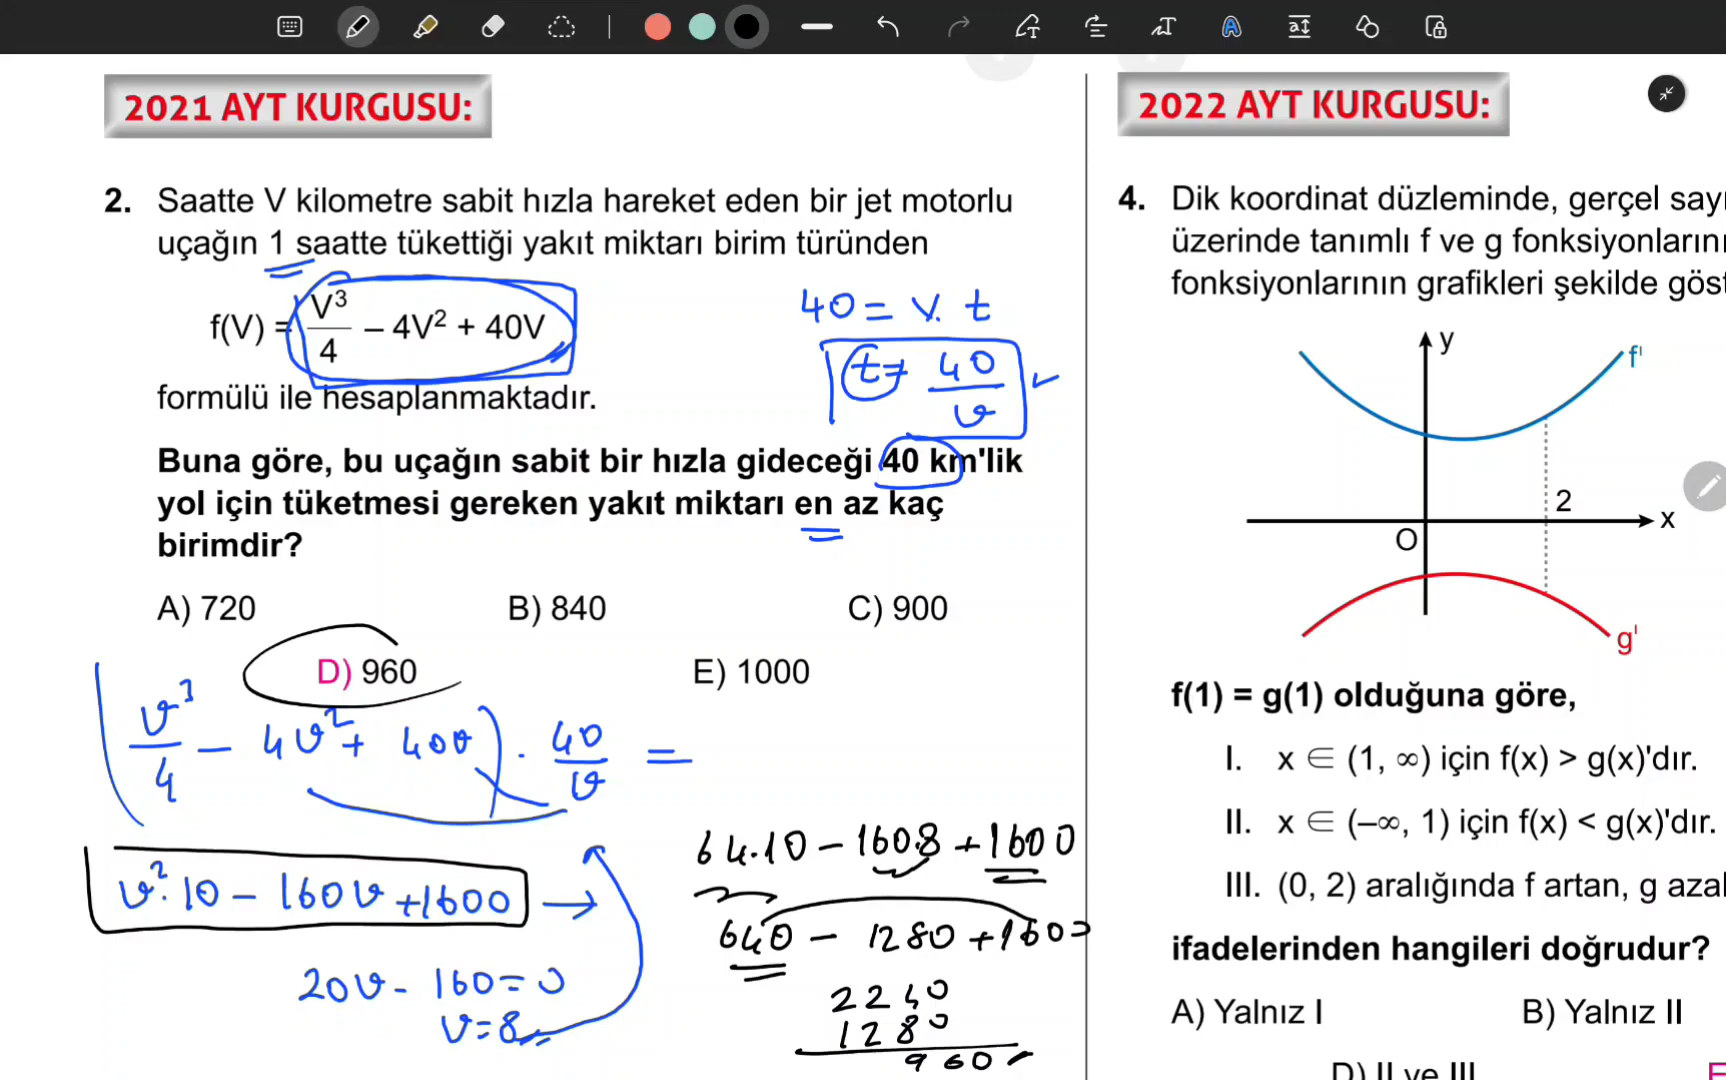 2021 AYT KURGUSU:
2. Saatte V kilometre sabit hızla hareket eden bir jet motorlu
uçağın 1 saatte tükettiği yakıt miktarı birim türünden
f(V) = V³/4 – 4V² + 40V
formülü ile hesaplanmaktadır.
40 = v. t
t = 40/v
Buna göre, bu uçağın sabit bir hızla gideceği 40 km'lik
yol için tüketmesi gereken yakıt miktarı en az kaç
birimdir?
A) 720 B) 840 C) 900
D) 960 E) 1000
(v³/4 – 4v² + 40v) · 40/v =
v².10 – 160v +1600 →
20v - 160 = 0
v=8
64.10 – 160.8 +1600
640 – 1280 +1600
2240
1280
960
2022 AYT KURGUSU:
4. Dik koordinat düzleminde, gerçel say
üzerinde tanımlı f ve g fonksiyonların
fonksiyonlarının grafikleri şekilde göst
y
f'
2
x
O
g'
f(1) = g(1) olduğuna göre,
I. x ∈ (1, ∞) için f(x) > g(x)'dır.
II. x ∈ (–∞, 1) için f(x) < g(x)'dır.
III. (0, 2) aralığında f artan, g azal
ifadelerinden hangileri doğrudur?
A) Yalnız I B) Yalnız II
D) II ve III E